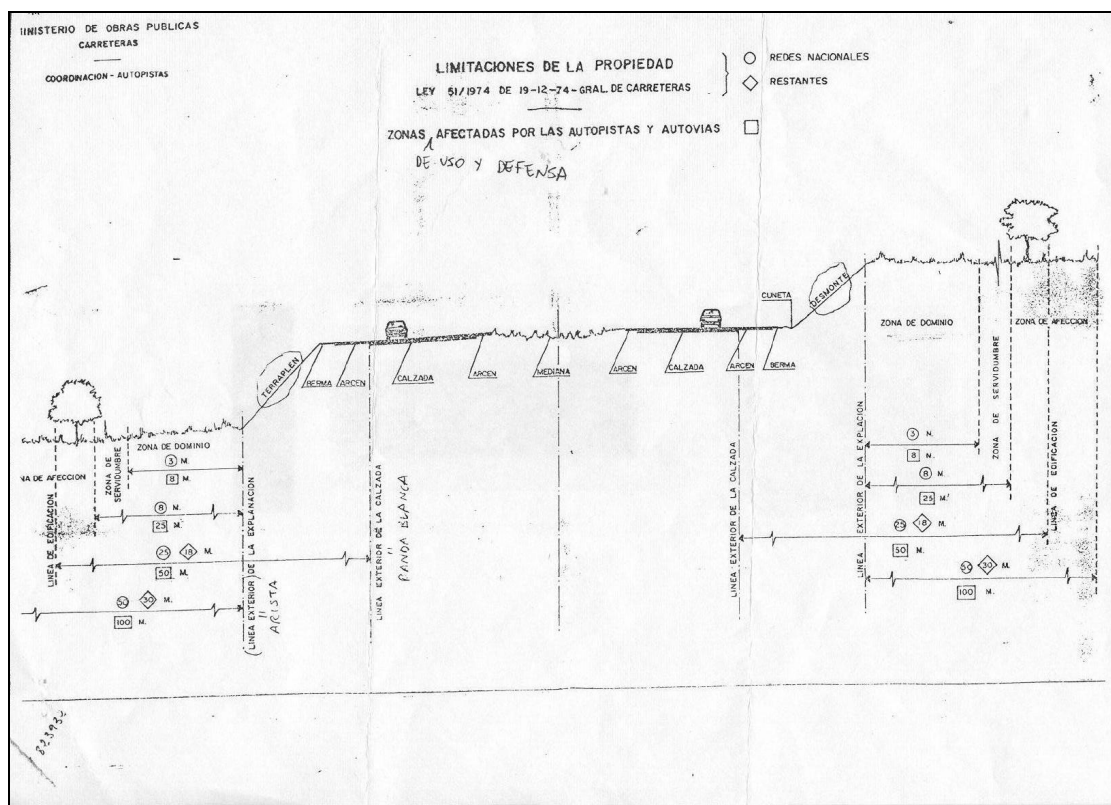 MINISTERIO DE OBRAS PUBLICAS
CARRETERAS
COORDINACION - AUTOPISTAS
LIMITACIONES DE LA PROPIEDAD
LEY 51/1974 DE 19-12-74-GRAL. DE CARRETERAS
REDES NACIONALES
RESTANTES
ZONAS AFECTADAS POR LAS AUTOPISTAS Y AUTOVIAS
DE USO Y DEFENSA
CUNETA
DESMONTE
TERRAPLEN
BERMA
ARCEN
CALZADA
ARCEN
MEDIANA
ARCEN
CALZADA
ARCEN
BERMA
ZONA DE DOMINIO
ZONA DE SERVIDUMBRE
NA DE AFECCION
LINEA DE EDIFICACION
3 M.
8 M.
8 M.
25 M.
25 18 M.
50 M.
50 30 M.
100 M.
(LINEA EXTERIOR) DE LA EXPLANACION
" ARISTA
LINEA EXTERIOR DE LA CALZADA
" BANDA BLANCA
LINEA EXTERIOR DE LA CALZADA
LINEA EXTERIOR DE LA EXPLACION
ZONA DE DOMINIO
ZONA DE SERVIDUMBRE
ZONA DE AFECCION
LINEA DE EDIFICACION
3 M.
8 M.
8 M.
25 M.
25 18 M.
50 M.
50 30 M.
100 M.